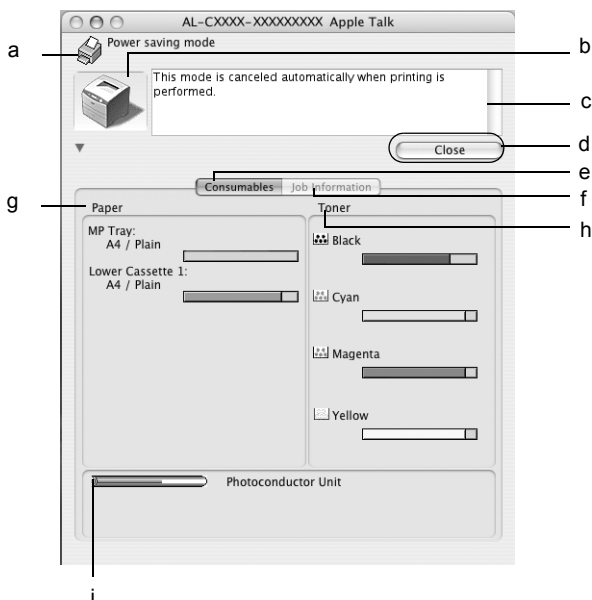 AL-CXXXX-XXXXXXXXX Apple Talk
a
Power saving mode
b
This mode is canceled automatically when printing is
performed.
c
d
Close
e
Consumables
Job Information
f
g
Paper
Toner
h
MP Tray:
A4 / Plain
Lower Cassette 1:
A4 / Plain
Black
Cyan
Magenta
Yellow
Photoconductor Unit
i